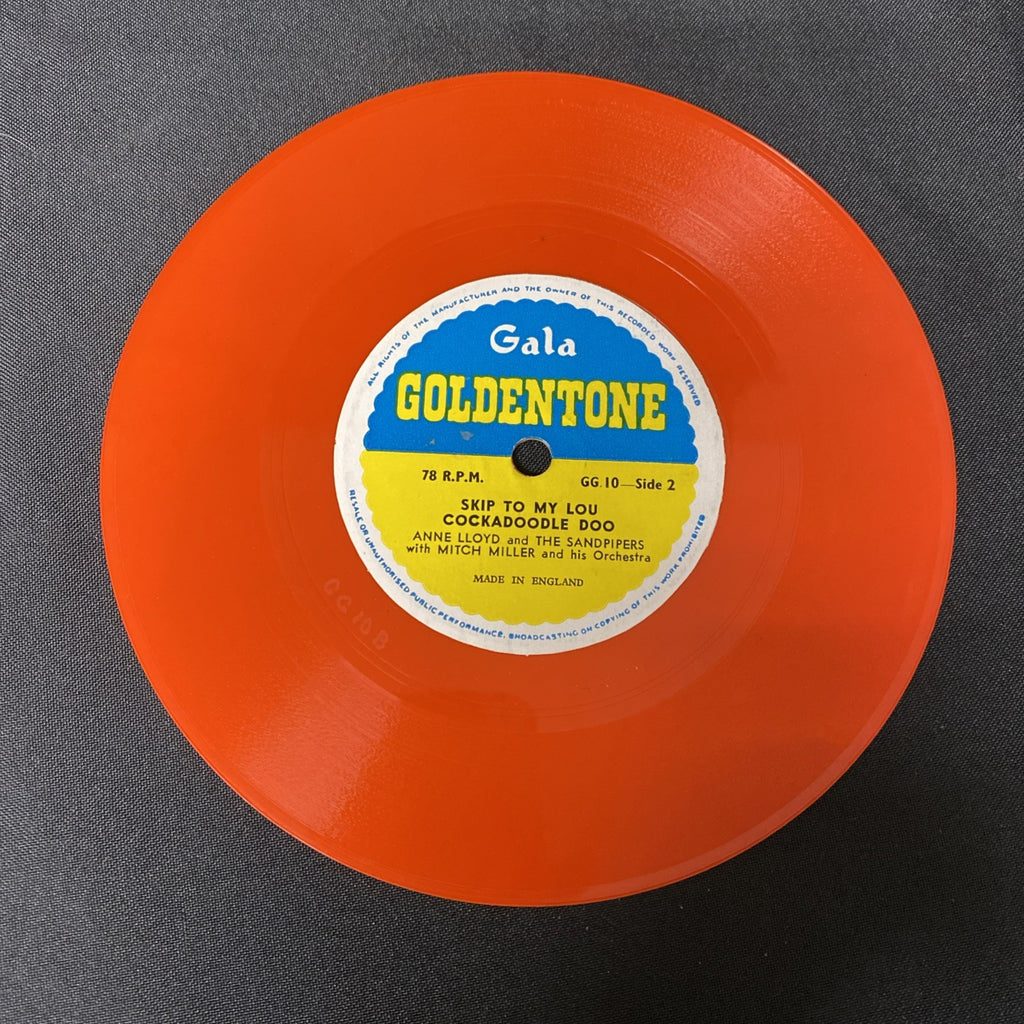 ALL RIGHTS OF THE MANUFACTURER AND THE OWNER OF THIS RECORDED WORK RESERVED
Gala
GOLDENTONE
78 R.P.M. GG 10—Side 2
SKIP TO MY LOU
COCKADOODLE DOO
ANNE LLOYD and THE SANDPIPERS
with MITCH MILLER and his Orchestra
MADE IN ENGLAND
RESALE OR UNAUTHORISED PUBLIC PERFORMANCE, BROADCASTING OR COPYING OF THIS WORK PROHIBITED
GG 10 B